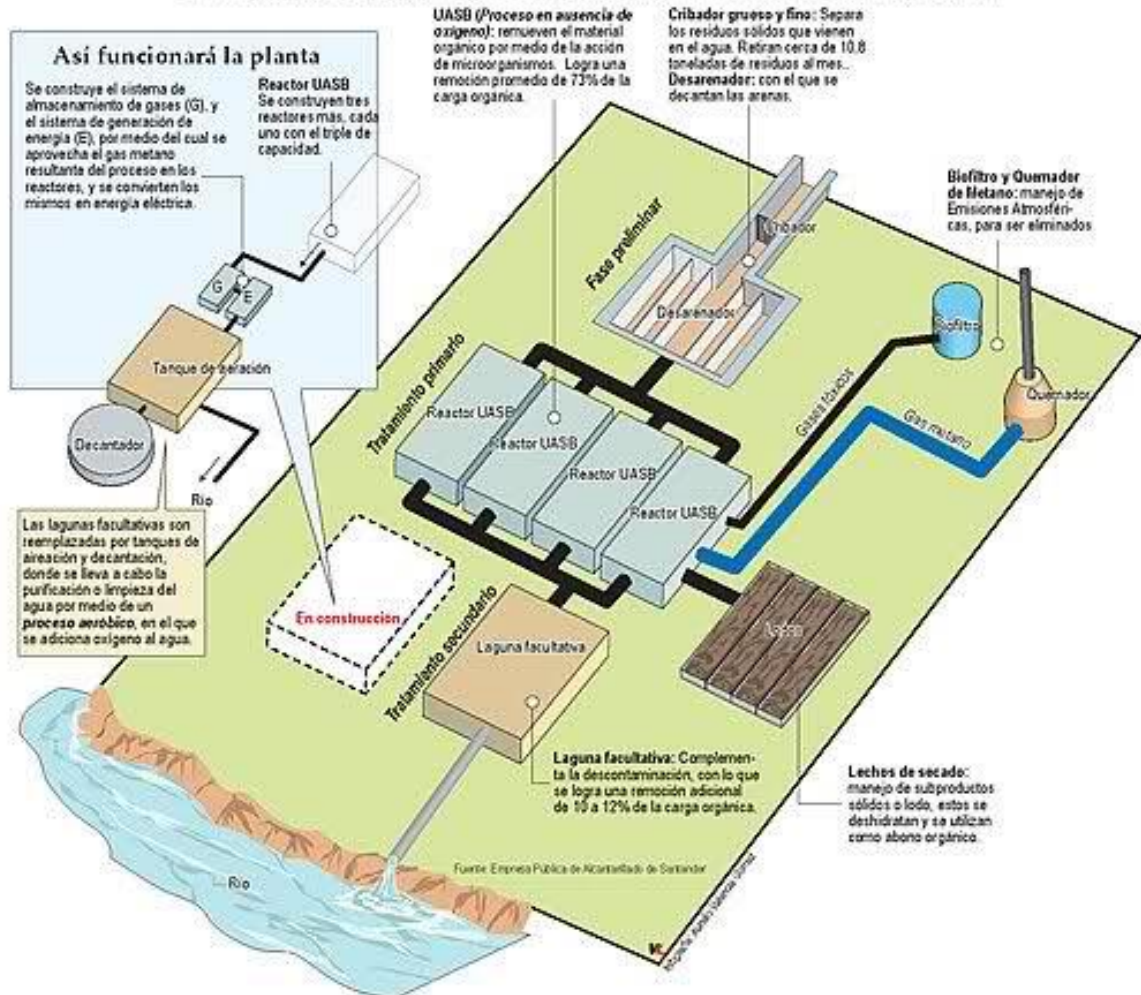 Así funcionará la planta
Se construye el sistema de
almacenamiento de gases (G), y
el sistema de generación de
energía (E), por medio del cual se
aprovecha el gas metano
resultante del proceso en los
reactores, y se convierten los
mismos en energía eléctrica.
Reactor UASB
Se construyen tres
reactores más, cada
uno con el triple de
capacidad.
G
E
Tanque de aeración
Decantador
Río
Las lagunas facultativas son
reemplazadas por tanques de
aireación y decantación,
donde se lleva a cabo la
purificación o limpieza del
agua por medio de un
proceso aeróbico, en el que
se adiciona oxígeno al agua.
UASB (Proceso en ausencia de
oxígeno): remueven el material
orgánico por medio de la acción
de microorganismos. Logra una
remoción promedio de 73% de la
carga orgánica.
Cribador grueso y fino: Separa
los residuos sólidos que vienen
en el agua. Retiran cerca de 10,8
toneladas de residuos al mes..
Desarenador: con el que se
decantan las arenas.
Biofiltro y Quemador
de Metano: manejo de
Emisiones Atmosféri-
cas, para ser eliminados
Fase preliminar
Cribador
Desarenador
Biofiltro
Quemador
Tratamiento primario
Reactor UASB
Reactor UASB
Reactor UASB
Reactor UASB
Gases tóxicos
Gas metano
En construcción
Tratamiento secundario
Laguna facultativa
Laguna facultativa: Complemen-
ta la descontaminación, con lo que
se logra una remoción adicional
de 10 a 12% de la carga orgánica.
Lechos de secado:
manejo de subproductos
sólidos o lodo, estos se
deshidratan y se utilizan
como abono orgánico.
Fuente: Empresa Pública de Alcantarillado de Santander
Río